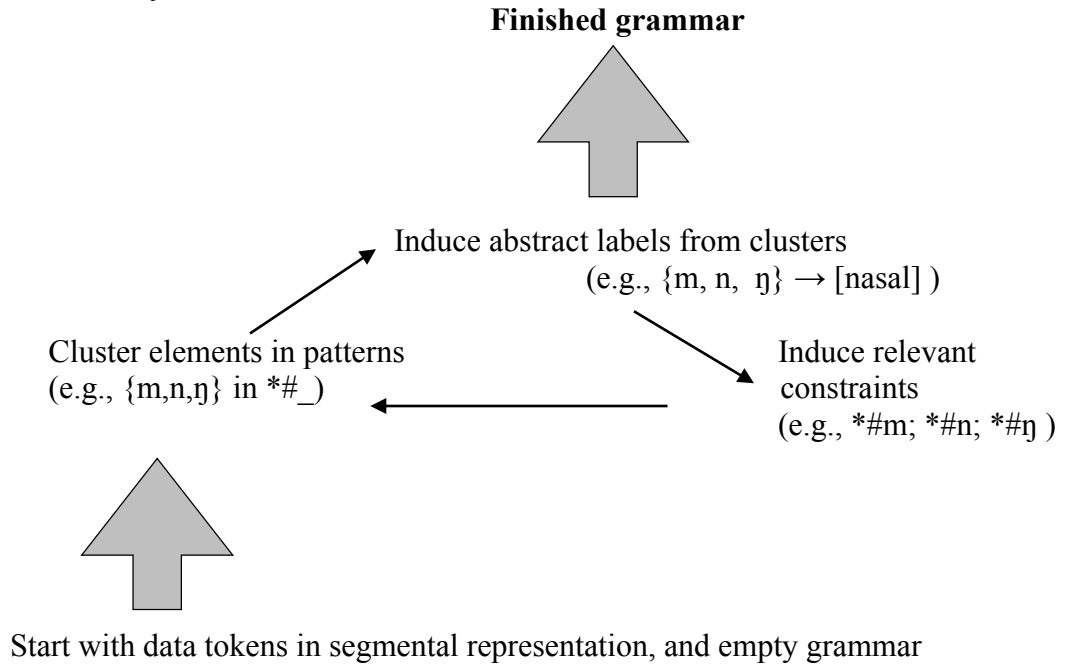 Finished grammar
Induce abstract labels from clusters
(e.g., {m, n, ŋ} → [nasal] )
Cluster elements in patterns
(e.g., {m,n,ŋ} in *#_)
Induce relevant
constraints
(e.g., *#m; *#n; *#ŋ )
Start with data tokens in segmental representation, and empty grammar